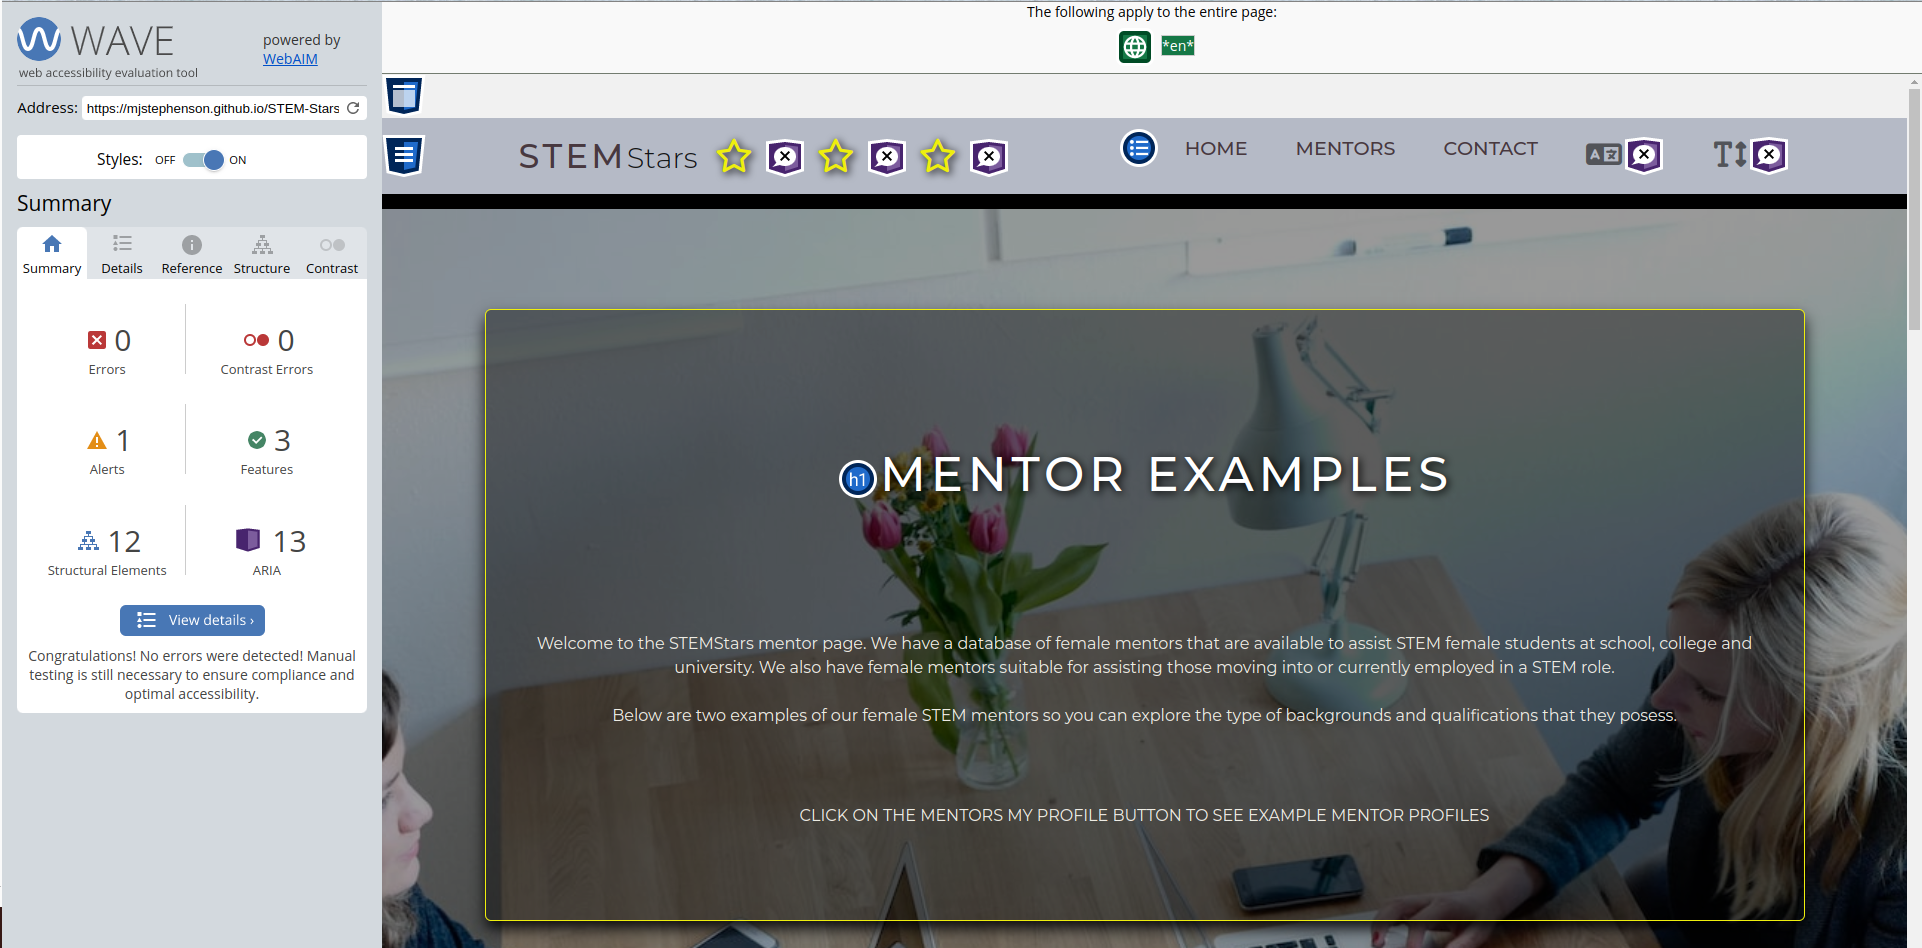 WAVE
web accessibility evaluation tool
powered by
WebAIM
Address: https://mjstephenson.github.io/STEM-Stars
Styles: OFF ON
Summary
Summary Details Reference Structure Contrast
0 Errors
0 Contrast Errors
1 Alerts
3 Features
12 Structural Elements
13 ARIA
View details ›
Congratulations! No errors were detected! Manual
testing is still necessary to ensure compliance and
optimal accessibility.
The following apply to the entire page:
*en*
STEM Stars
HOME MENTORS CONTACT
h1 MENTOR EXAMPLES
Welcome to the STEMStars mentor page. We have a database of female mentors that are available to assist STEM female students at school, college and
university. We also have female mentors suitable for assisting those moving into or currently employed in a STEM role.
Below are two examples of our female STEM mentors so you can explore the type of backgrounds and qualifications that they posess.
CLICK ON THE MENTORS MY PROFILE BUTTON TO SEE EXAMPLE MENTOR PROFILES